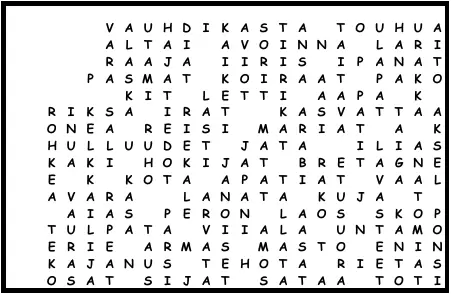 VAUHDIKASTA TOUHUA
ALTAI AVOINNA LARI
RAAJA IIRIS IPANAT
PASMAT KOIRAAT PAKO
KIT LETTI AAPA K
RIKSA IRAT KASVATTAA
ONEA REISI MARIAT A K
HULLUUDET JATA ILIAS
KAKI HOKIJAT BRETAGNE
E K KOTA APATIAT VAAL
AVARA LANATA KUJA T
AIAS PERON LAOS SKOP
TULPATA VIIALA UNTAMO
ERIE ARMAS MASTO ENIN
KAJANUS TEHOTA RIETAS
OSAT SIJAT SATAA TOTI